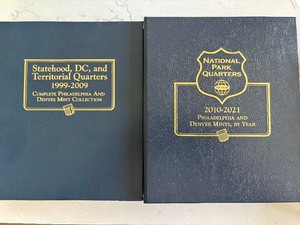 Statehood, DC, and
Territorial Quarters
1999-2009
Complete Philadelphia And
Denver Mint Collection
National
Park
Quarters
2010-2021
Philadelphia and
Denver Mints, by Year